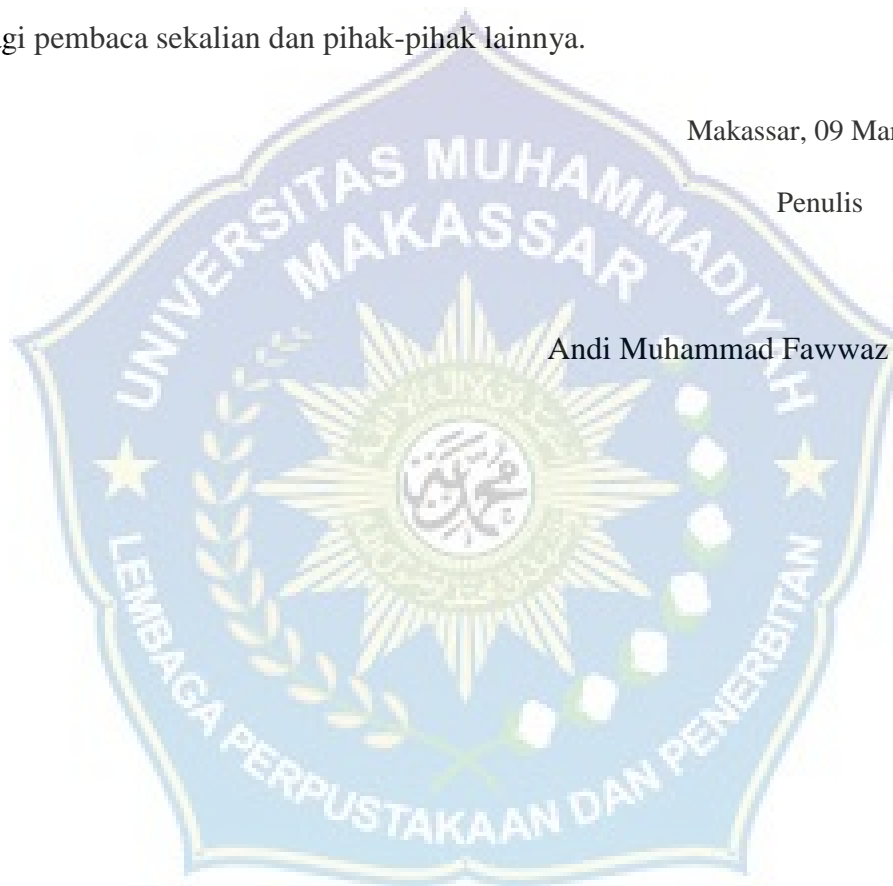 gi pembaca sekalian dan pihak-pihak lainnya.
Makassar, 09 Mar
Penulis
Andi Muhammad Fawwaz
UNIVERSITAS MUHAMMADIYAH
MAKASSAR
LEMBAGA PERPUSTAKAAN DAN PENERBITAN